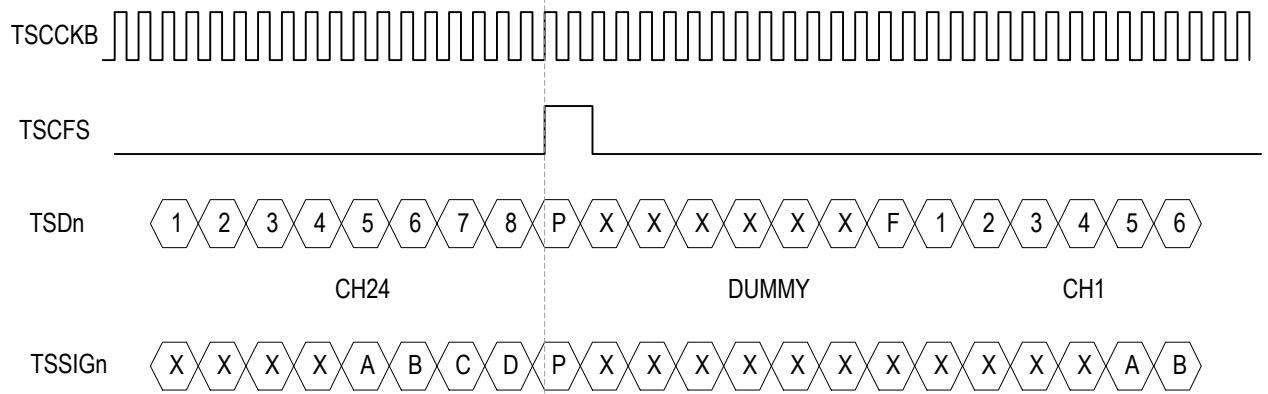 TSCCKB
TSCFS
TSDn 1 2 3 4 5 6 7 8 P X X X X X X F 1 2 3 4 5 6
CH24 DUMMY CH1
TSSIGn X X X X A B C D P X X X X X X X X X X X A B